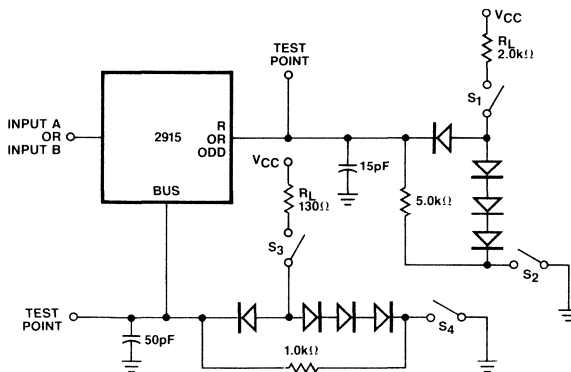 VCC
RL
2.0kΩ
TEST
POINT
S1
INPUT A
OR
INPUT B
2915
R
OR
ODD
BUS
VCC
RL
130Ω
15pF
5.0kΩ
S3
S2
TEST
POINT
50pF
S4
1.0kΩ